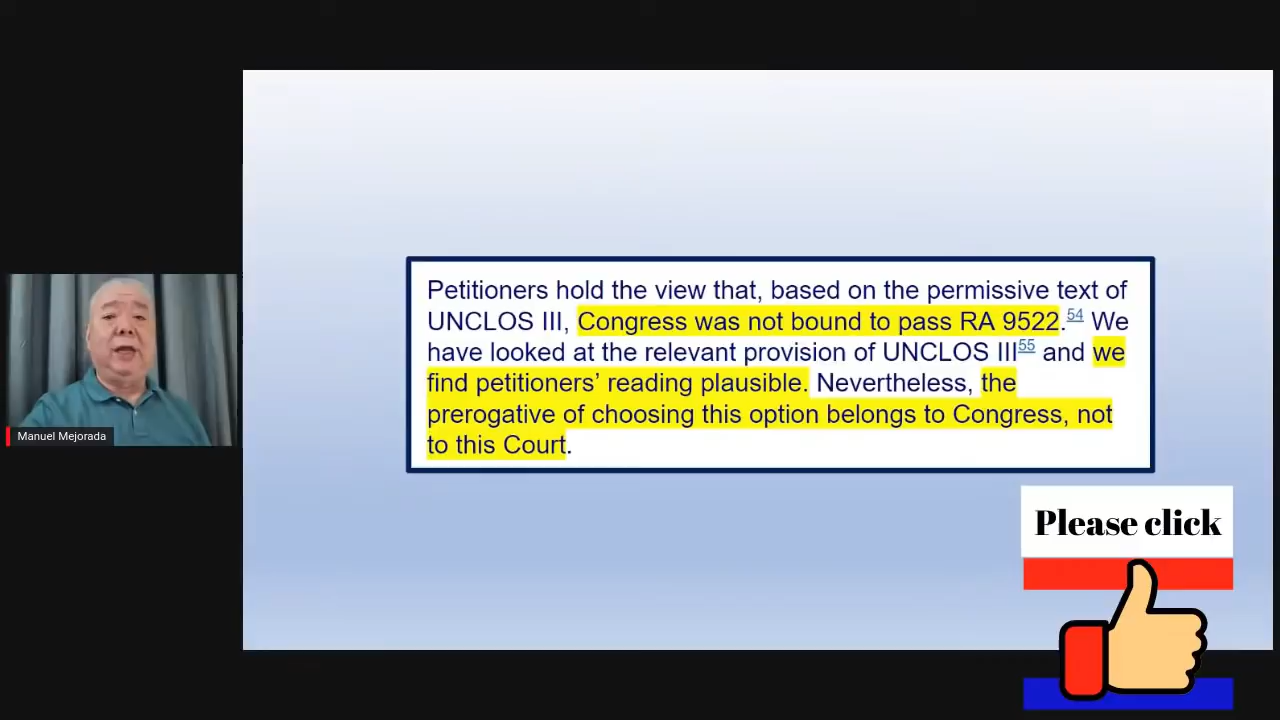 Petitioners hold the view that, based on the permissive text of
UNCLOS III, Congress was not bound to pass RA 9522.54 We
have looked at the relevant provision of UNCLOS III55 and we
find petitioners’ reading plausible. Nevertheless, the
prerogative of choosing this option belongs to Congress, not
to this Court.
Manuel Mejorada
Please click